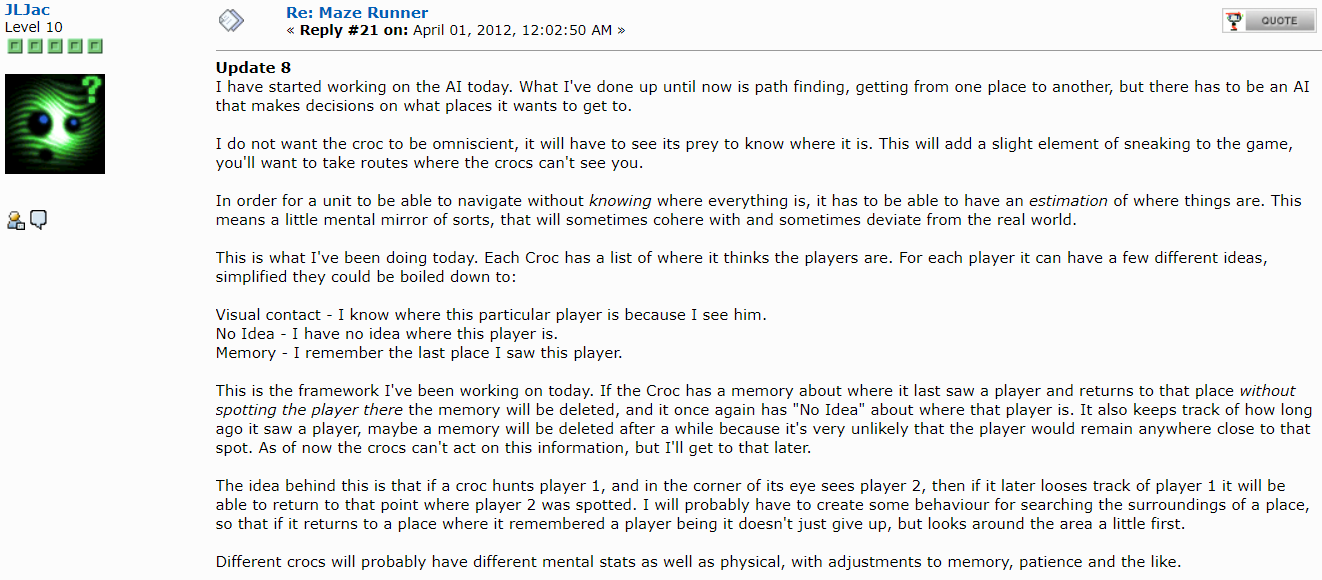 JLJac
Level 10
Re: Maze Runner
« Reply #21 on: April 01, 2012, 12:02:50 AM »
QUOTE
Update 8
I have started working on the AI today. What I've done up until now is path finding, getting from one place to another, but there has to be an AI
that makes decisions on what places it wants to get to.
I do not want the croc to be omniscient, it will have to see its prey to know where it is. This will add a slight element of sneaking to the game,
you'll want to take routes where the crocs can't see you.
In order for a unit to be able to navigate without knowing where everything is, it has to be able to have an estimation of where things are. This
means a little mental mirror of sorts, that will sometimes cohere with and sometimes deviate from the real world.
This is what I've been doing today. Each Croc has a list of where it thinks the players are. For each player it can have a few different ideas,
simplified they could be boiled down to:
Visual contact - I know where this particular player is because I see him.
No Idea - I have no idea where this player is.
Memory - I remember the last place I saw this player.
This is the framework I've been working on today. If the Croc has a memory about where it last saw a player and returns to that place without
spotting the player there the memory will be deleted, and it once again has "No Idea" about where that player is. It also keeps track of how long
ago it saw a player, maybe a memory will be deleted after a while because it's very unlikely that the player would remain anywhere close to that
spot. As of now the crocs can't act on this information, but I'll get to that later.
The idea behind this is that if a croc hunts player 1, and in the corner of its eye sees player 2, then if it later looses track of player 1 it will be
able to return to that point where player 2 was spotted. I will probably have to create some behaviour for searching the surroundings of a place,
so that if it returns to a place where it remembered a player being it doesn't just give up, but looks around the area a little first.
Different crocs will probably have different mental stats as well as physical, with adjustments to memory, patience and the like.